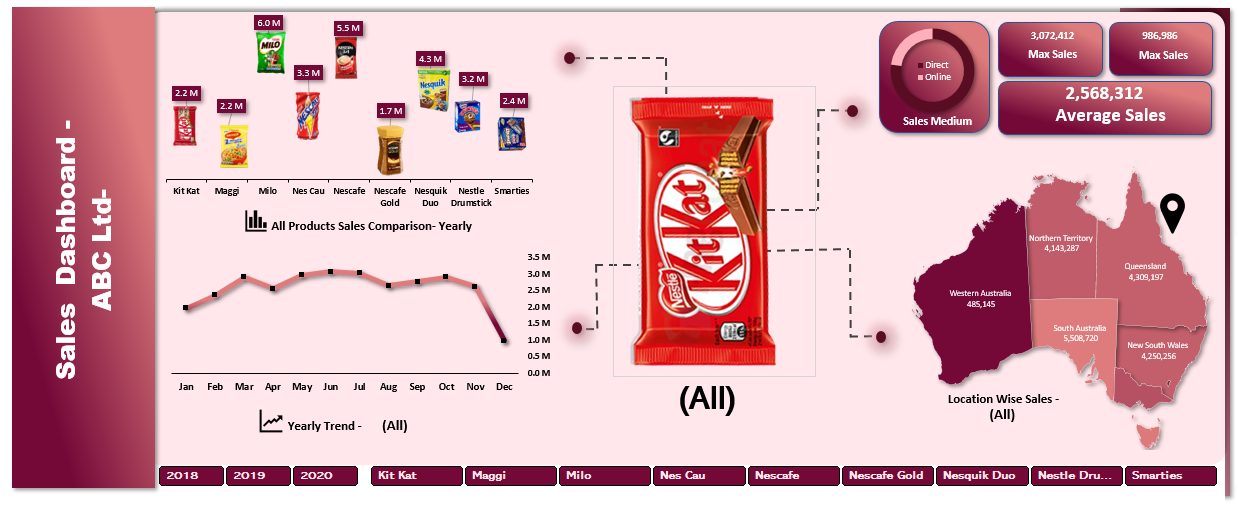 Sales Dashboard -
ABC Ltd-
6.0 M
5.5 M
4.3 M
3.3 M
3.2 M
2.2 M
2.2 M
1.7 M
2.4 M
MILO
Maggi
Nesquik
Kit Kat
Maggi
Milo
Nes Cau
Nescafe
Nescafe
Gold
Nesquik
Duo
Nestle
Drumstick
Smarties
All Products Sales Comparison- Yearly
3.5 M
3.0 M
2.5 M
2.0 M
1.5 M
1.0 M
0.5 M
0.0 M
Jan
Feb
Mar
Apr
May
Jun
Jul
Aug
Sep
Oct
Nov
Dec
Yearly Trend - (All)
Nestlé
KitKat
(All)
Direct
Online
Sales Medium
3,072,412
Max Sales
986,986
Max Sales
2,568,312
Average Sales
Northern Territory
4,143,287
Queensland
4,309,197
Western Australia
485,145
South Australia
5,508,720
New South Wales
4,250,256
Location Wise Sales -
(All)
2018
2019
2020
Kit Kat
Maggi
Milo
Nes Cau
Nescafe
Nescafe Gold
Nesquik Duo
Nestle Dru...
Smarties